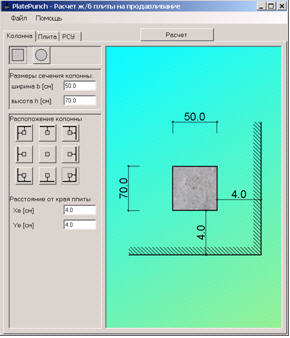 PlatePunch - Расчет ж/б плиты на продавливание
Файл Помощь
Колонна Плита РСУ
Расчет
Размеры сечения колонны:
ширина b [см] 50.0
высота h [см] 70.0
Расположение колонны
Расстояние от края плиты
Xe [см] 4.0
Ye [см] 4.0
50.0
70.0
4.0
4.0